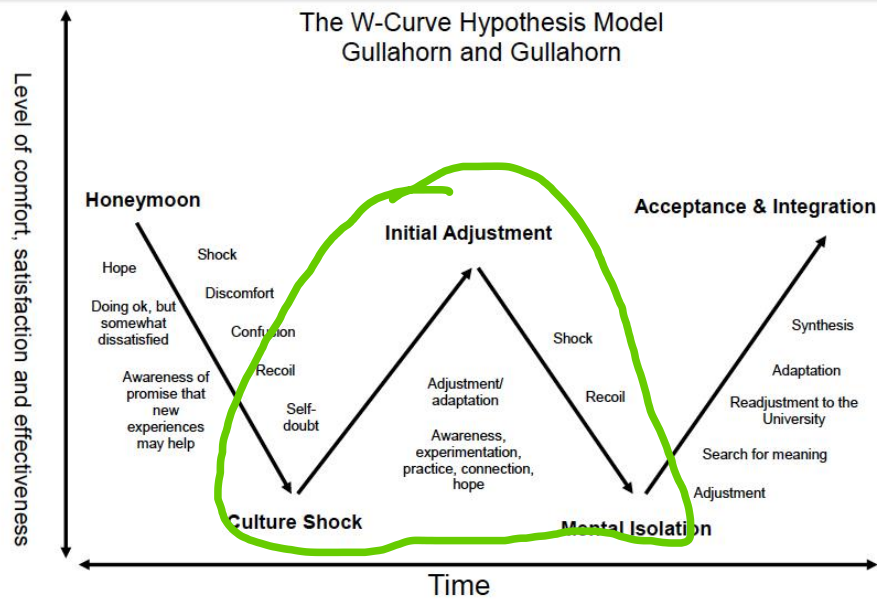 The W-Curve Hypothesis Model
Gullahorn and Gullahorn
Level of comfort, satisfaction and effectiveness
Honeymoon
Hope
Doing ok, but
somewhat
dissatisfied
Awareness of
promise that
new
experiences
may help
Shock
Discomfort
Confusion
Recoil
Self-
doubt
Culture Shock
Initial Adjustment
Adjustment/
adaptation
Awareness,
experimentation,
practice, connection,
hope
Shock
Recoil
Mental Isolation
Acceptance & Integration
Synthesis
Adaptation
Readjustment to the
University
Search for meaning
Adjustment
Time